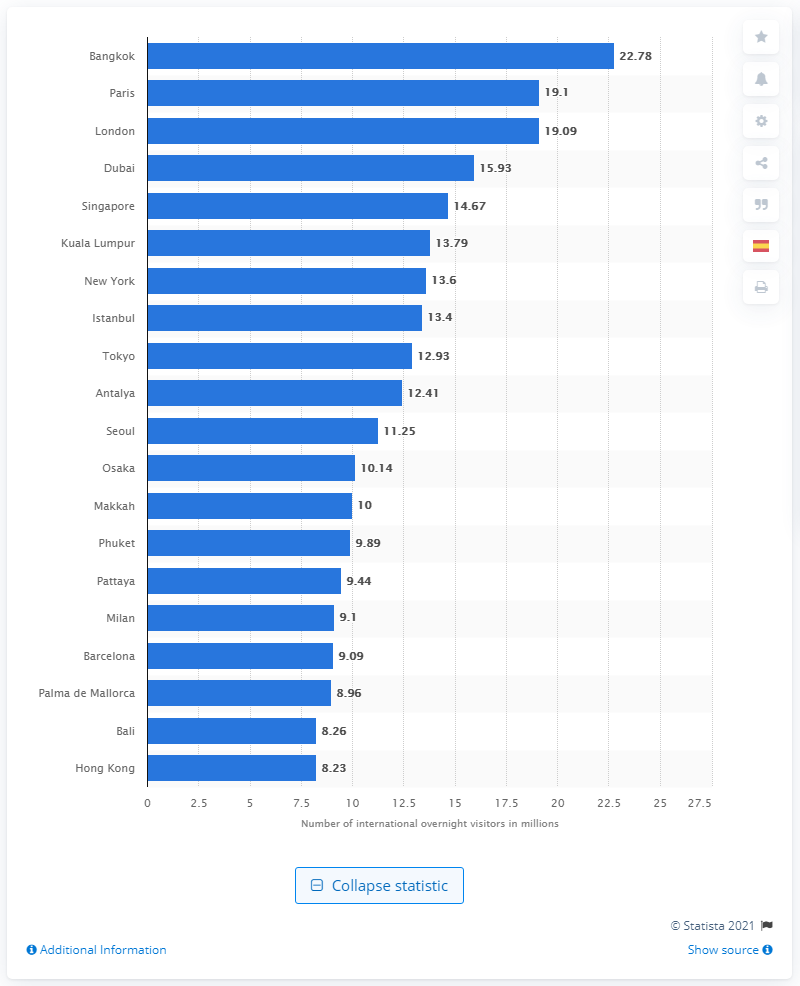 Bangkok 22.78
Paris 19.1
London 19.09
Dubai 15.93
Singapore 14.67
Kuala Lumpur 13.79
New York 13.6
Istanbul 13.4
Tokyo 12.93
Antalya 12.41
Seoul 11.25
Osaka 10.14
Makkah 10
Phuket 9.89
Pattaya 9.44
Milan 9.1
Barcelona 9.09
Palma de Mallorca 8.96
Bali 8.26
Hong Kong 8.23
0 2.5 5 7.5 10 12.5 15 17.5 20 22.5 25 27.5
Number of international overnight visitors in millions
Collapse statistic
© Statista 2021
Additional Information Show source